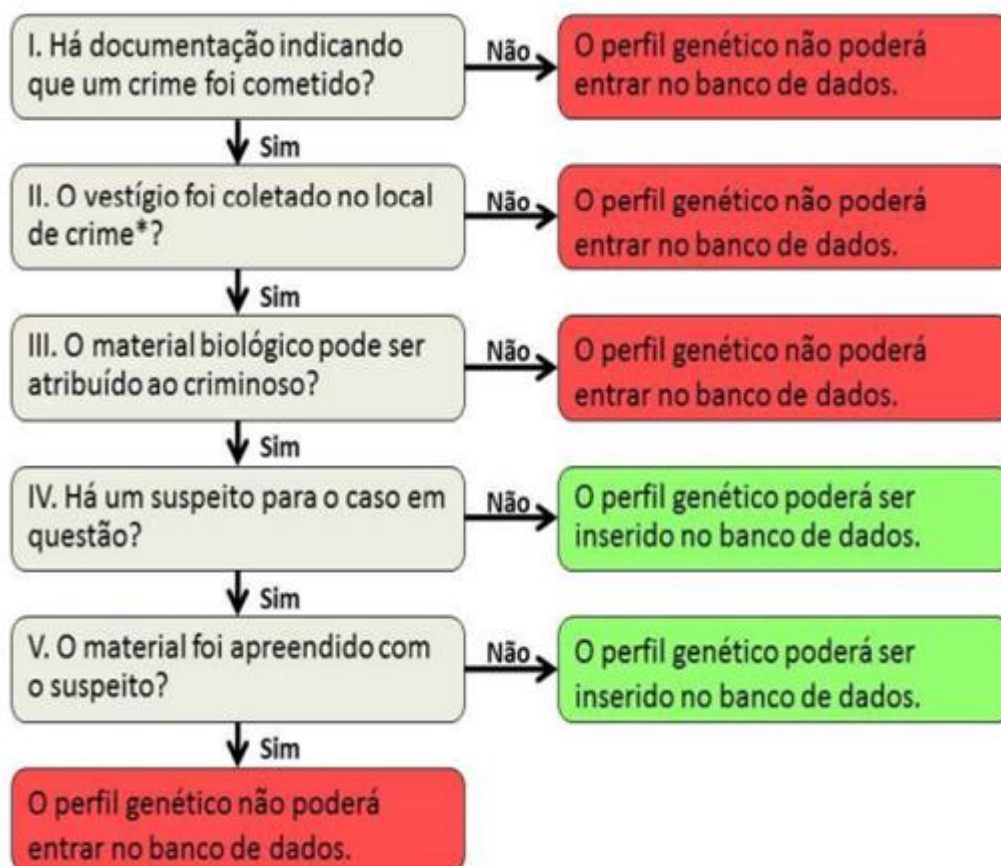 I. Há documentação indicando
que um crime foi cometido?
Não
O perfil genético não poderá
entrar no banco de dados.
Sim
II. O vestígio foi coletado no local
de crime*?
Não
O perfil genético não poderá
entrar no banco de dados.
Sim
III. O material biológico pode ser
atribuído ao criminoso?
Não
O perfil genético não poderá
entrar no banco de dados.
Sim
IV. Há um suspeito para o caso em
questão?
Não
O perfil genético poderá ser
inserido no banco de dados.
Sim
V. O material foi apreendido com
o suspeito?
Não
O perfil genético poderá ser
inserido no banco de dados.
Sim
O perfil genético não poderá
entrar no banco de dados.